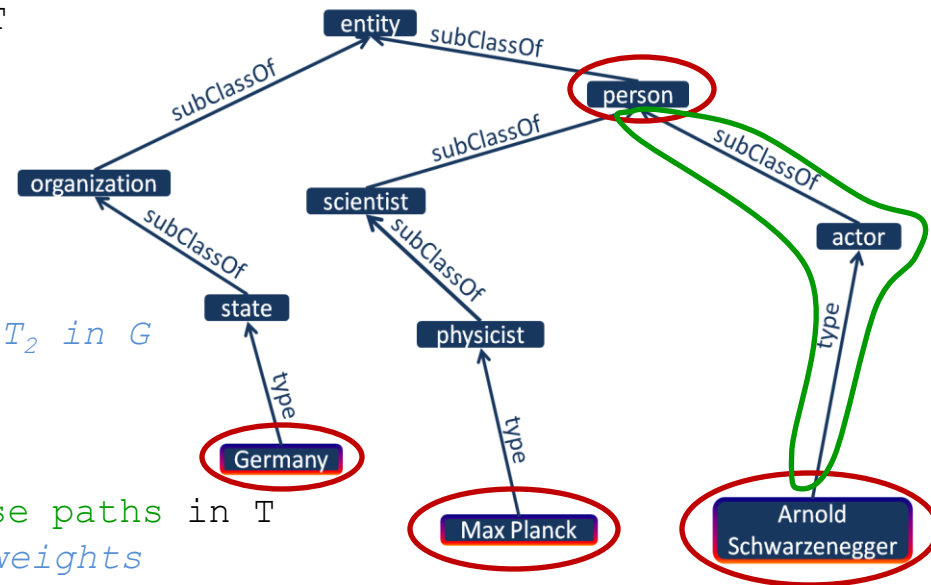 T
entity
subClassOf
subClassOf
person
subClassOf
subClassOf
organization
scientist
actor
subClassOf
subClassOf
state
T₂ in G
physicist
type
type
type
Germany
se paths in T
Max Planck
Arnold
Schwarzenegger
weights